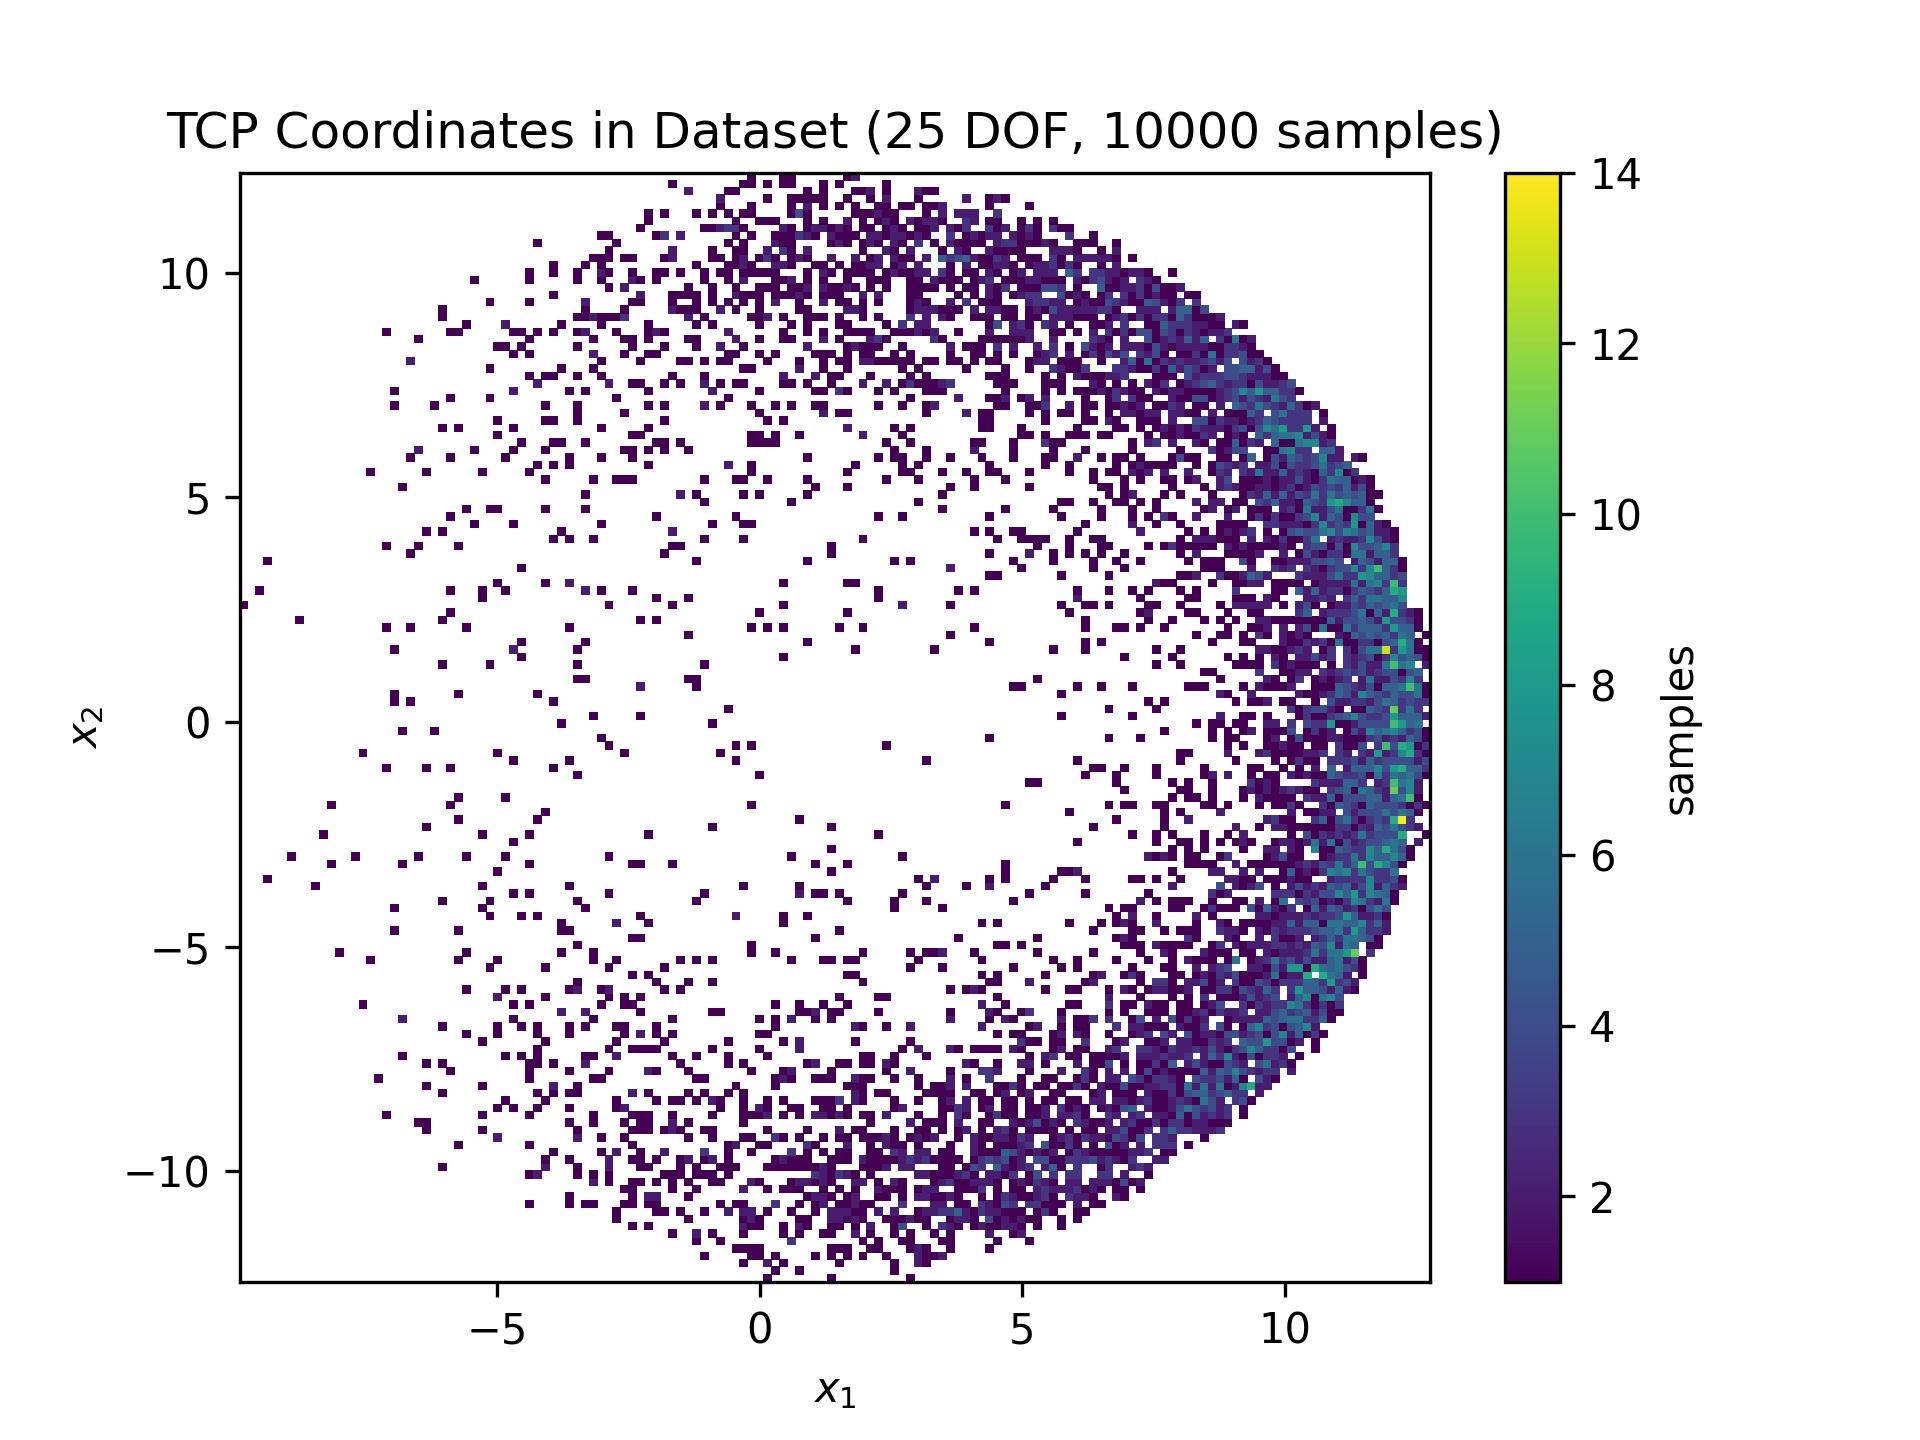 TCP Coordinates in Dataset (25 DOF, 10000 samples)
14
12
10
8
6
4
2
samples
10
5
0
−5
−10
x₂
−5 0 5 10
x₁